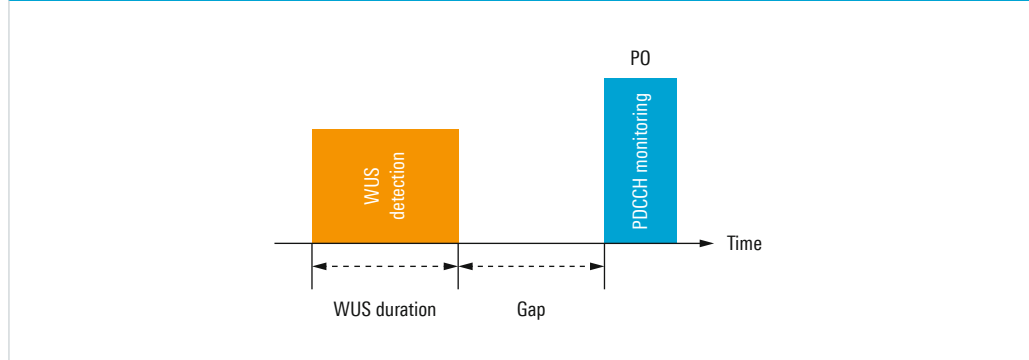 PO
WUS
detection
PDCCH monitoring
Time
WUS duration
Gap